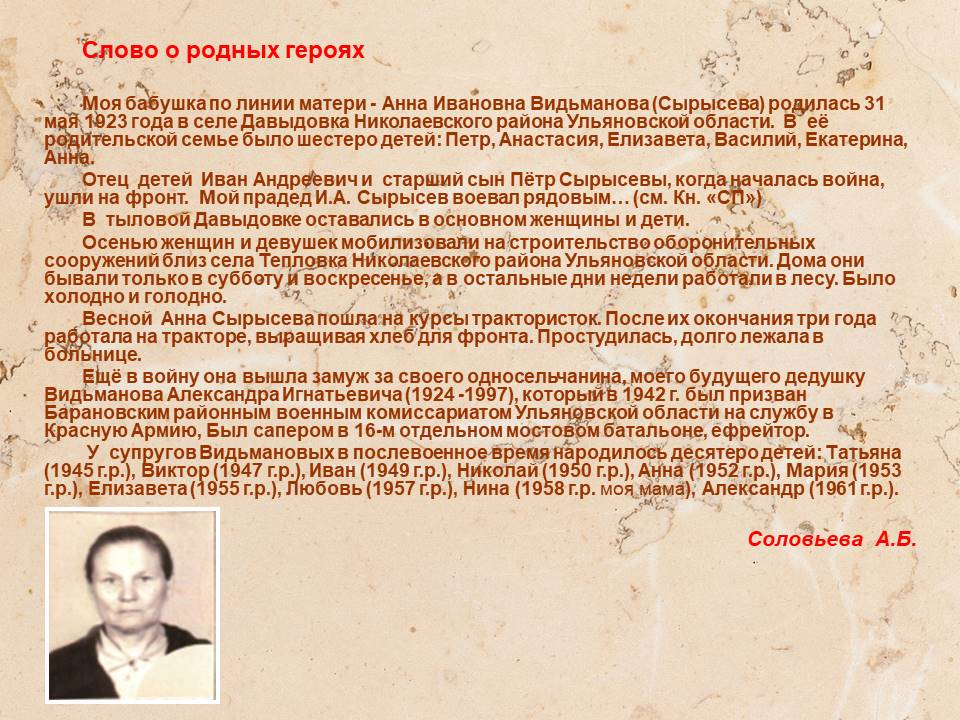 Слово о родных героях
Моя бабушка по линии матери - Анна Ивановна Видьманова (Сырысева) родилась 31
мая 1923 года в селе Давыдовка Николаевского района Ульяновской области. В её
родительской семье было шестеро детей: Петр, Анастасия, Елизавета, Василий, Екатерина,
Анна.
Отец детей Иван Андреевич и старший сын Пётр Сырысевы, когда началась война,
ушли на фронт. Мой прадед И.А. Сырысев воевал рядовым… (см. Кн. «СП»)
В тыловой Давыдовке оставались в основном женщины и дети.
Осенью женщин и девушек мобилизовали на строительство оборонительных
сооружений близ села Тепловка Николаевского района Ульяновской области. Дома они
бывали только в субботу и воскресенье, а в остальные дни недели работали в лесу. Было
холодно и голодно.
Весной Анна Сырысева пошла на курсы трактористок. После их окончания три года
работала на тракторе, выращивая хлеб для фронта. Простудилась, долго лежала в
больнице.
Ещё в войну она вышла замуж за своего односельчанина, моего будущего дедушку
Видьманова Александра Игнатьевича (1924 -1997), который в 1942 г. был призван
Барановским районным военным комиссариатом Ульяновской области на службу в
Красную Армию, Был сапером в 16-м отдельном мостовом батальоне, ефрейтор.
У супругов Видьмановых в послевоенное время народилось десятеро детей: Татьяна
(1945 г.р.), Виктор (1947 г.р.), Иван (1949 г.р.), Николай (1950 г.р.), Анна (1952 г.р.), Мария (1953
г.р.), Елизавета (1955 г.р.), Любовь (1957 г.р.), Нина (1958 г.р. моя мама), Александр (1961 г.р.).
Соловьева А.Б.